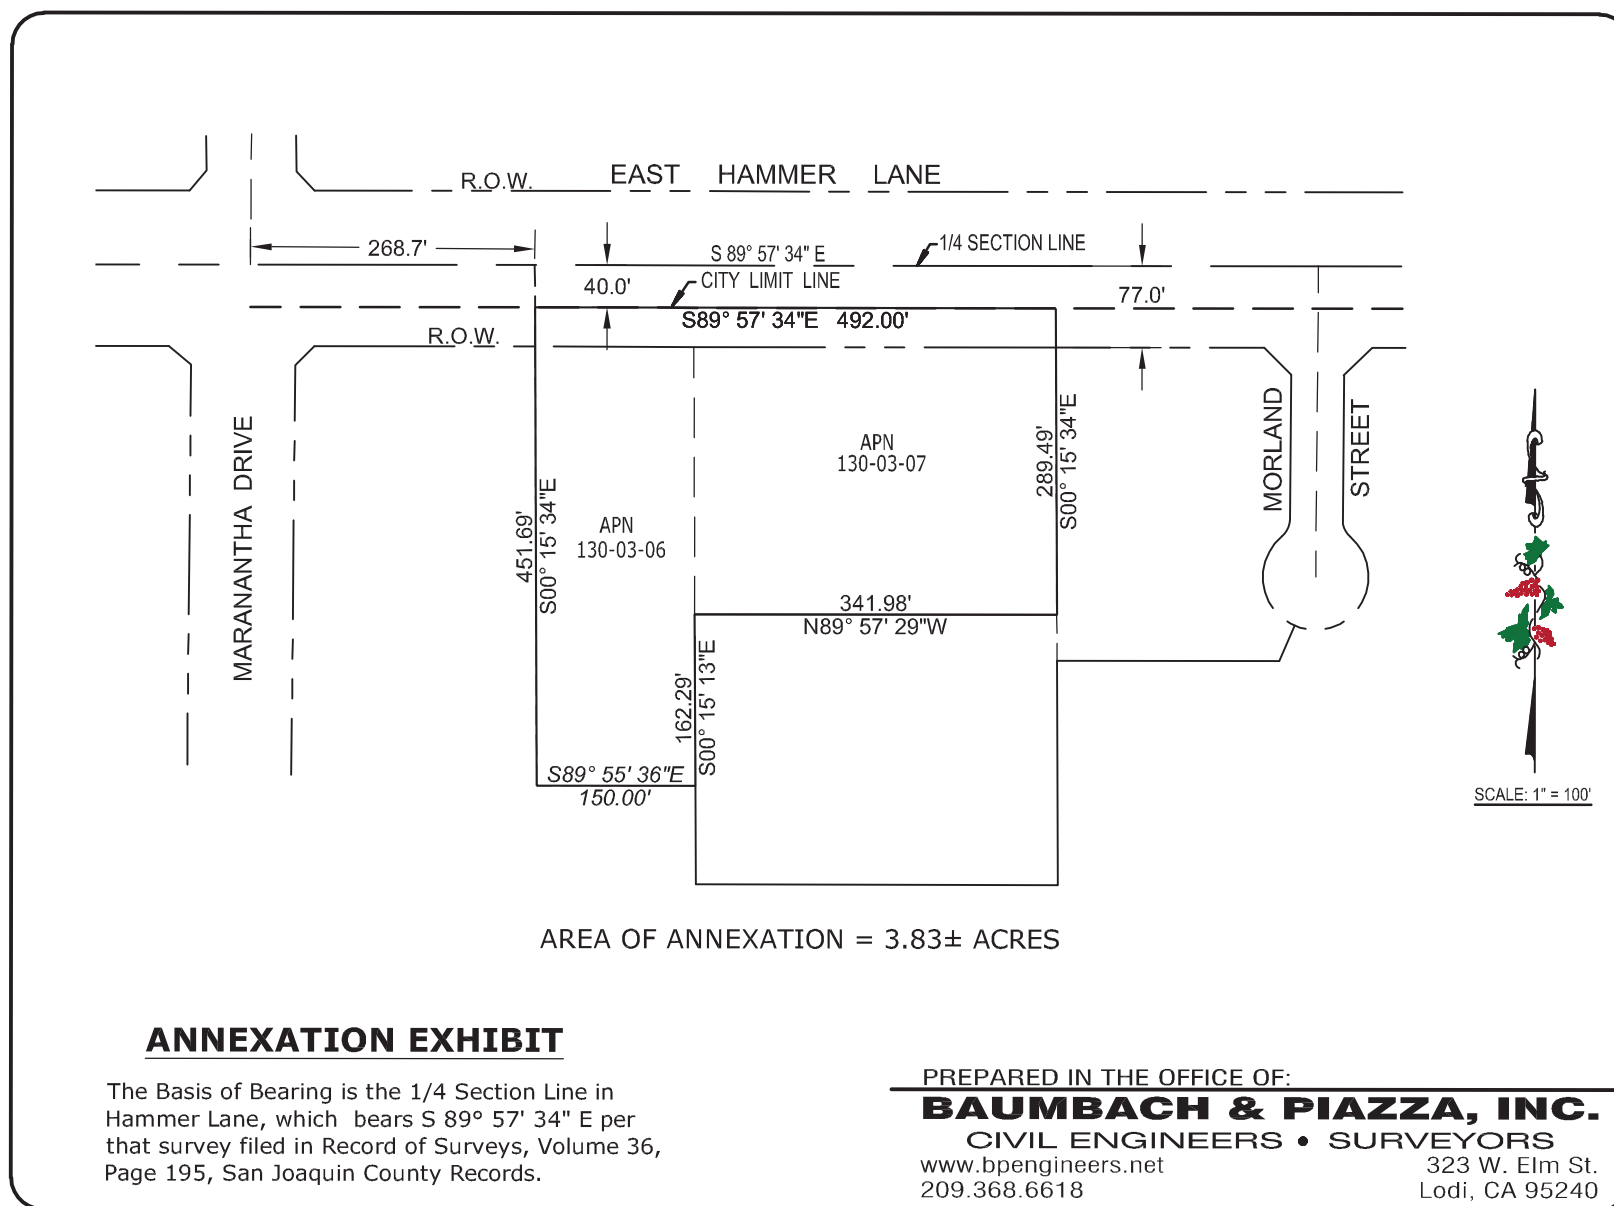 R.O.W.
EAST HAMMER LANE
268.7'
S 89° 57' 34" E
1/4 SECTION LINE
40.0'
CITY LIMIT LINE
77.0'
S89° 57' 34"E 492.00'
R.O.W.
MARANANTHA DRIVE
451.69'
S00° 15' 34"E
APN
130-03-06
APN
130-03-07
289.49'
S00° 15' 34"E
MORLAND
STREET
341.98'
N89° 57' 29"W
162.29'
S00° 15' 13"E
S89° 55' 36"E
150.00'
SCALE: 1" = 100'
AREA OF ANNEXATION = 3.83± ACRES
ANNEXATION EXHIBIT
The Basis of Bearing is the 1/4 Section Line in
Hammer Lane, which bears S 89° 57' 34" E per
that survey filed in Record of Surveys, Volume 36,
Page 195, San Joaquin County Records.
PREPARED IN THE OFFICE OF:
BAUMBACH & PIAZZA, INC.
CIVIL ENGINEERS • SURVEYORS
www.bpengineers.net
323 W. Elm St.
209.368.6618
Lodi, CA 95240